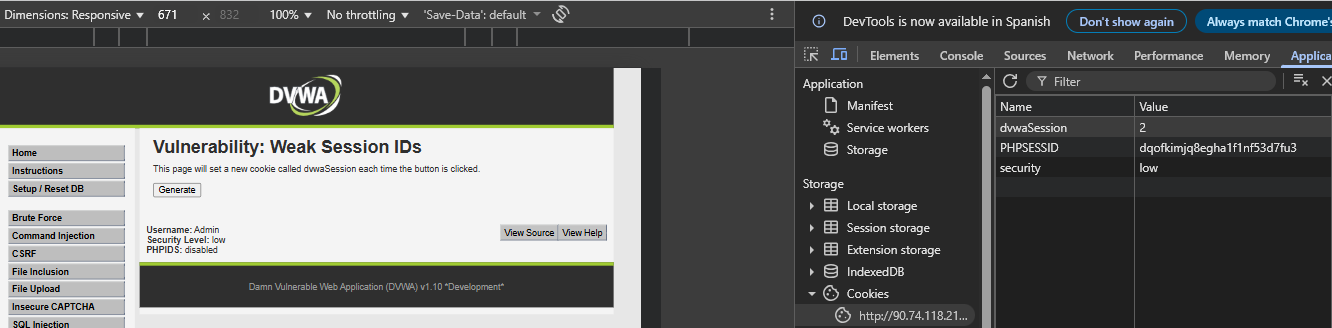 Dimensions: Responsive 671 × 832 100% No throttling 'Save-Data': default
DVWA
Vulnerability: Weak Session IDs
This page will set a new cookie called dvwaSession each time the button is clicked.
Generate
Home
Instructions
Setup / Reset DB
Brute Force
Command Injection
CSRF
File Inclusion
File Upload
Insecure CAPTCHA
SQL Injection
Username: Admin
Security Level: low
PHPIDS: disabled
View Source View Help
Damn Vulnerable Web Application (DVWA) v1.10 *Development*
DevTools is now available in Spanish Don't show again Always match Chrome's
Elements Console Sources Network Performance Memory Applic
Application
Manifest
Service workers
Storage
Storage
Local storage
Session storage
Extension storage
IndexedDB
Cookies
http://90.74.118.21...
Filter
Name Value
dvwaSession 2
PHPSESSID dqofkimjq8egha1f1nf53d7fu3
security low